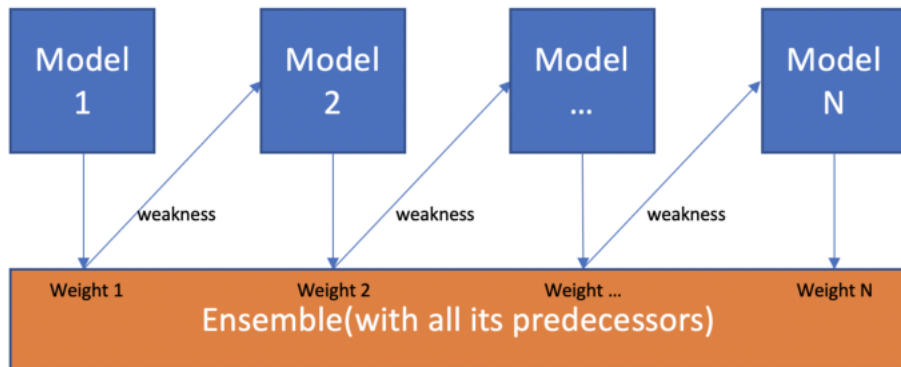 Model
1
Model
2
Model
...
Model
N
weakness
weakness
weakness
Weight 1
Weight 2
Weight ...
Weight N
Ensemble(with all its predecessors)